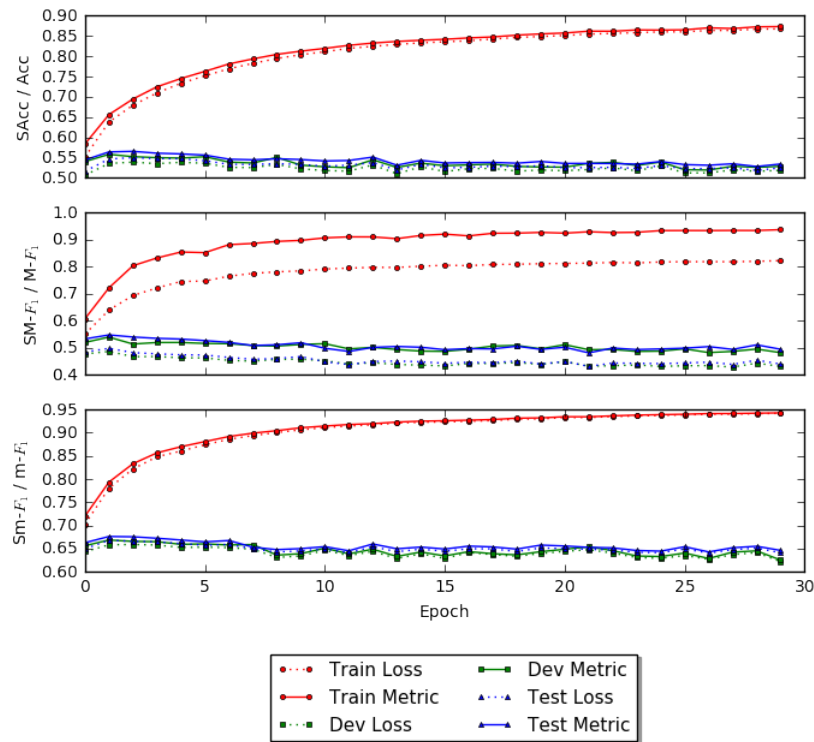 0.90
0.85
0.80
0.75
0.70
0.65
0.60
0.55
0.50
SAcc / Acc
1.0
0.9
0.8
0.7
0.6
0.5
0.4
SM-F₁ / M-F₁
0.95
0.90
0.85
0.80
0.75
0.70
0.65
0.60
Sm-F₁ / m-F₁
0 5 10 15 20 25 30
Epoch
Train Loss
Train Metric
Dev Loss
Dev Metric
Test Loss
Test Metric